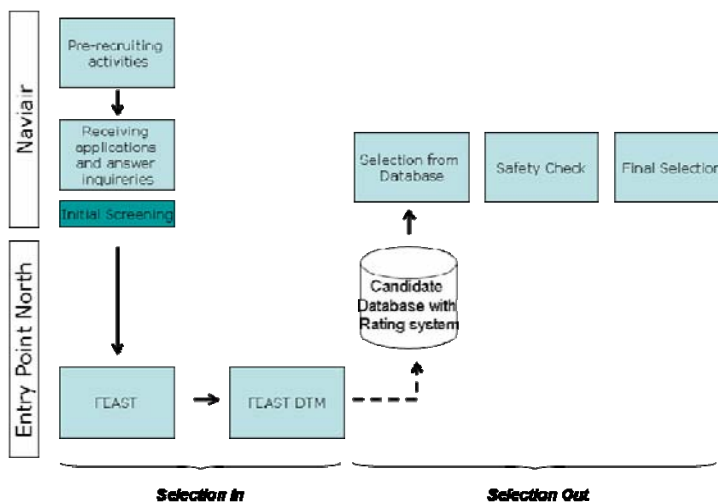 Naviair
Pre-recruiting
activities
Receiving
applications
and answer
inquireries
Initial Screening
Selection from
Database
Safety Check
Final Selection
Candidate
Database with
Rating system
Entry Point North
FEAST
FEAST DTM
Selection In
Selection Out